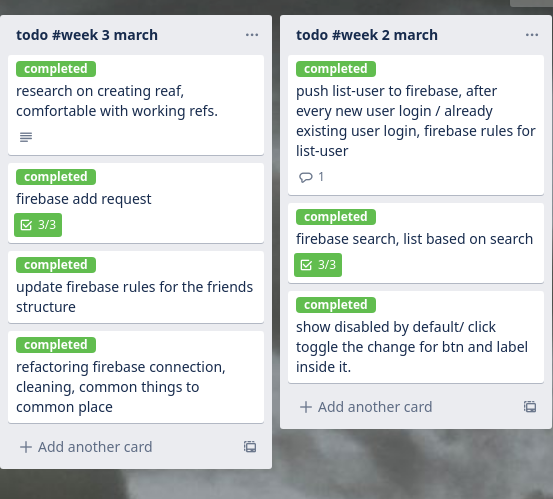 todo #week 3 march
completed
research on creating reaf,
comfortable with working refs.
completed
firebase add request
3/3
completed
update firebase rules for the friends
structure
completed
refactoring firebase connection,
cleaning, common things to
common place
Add another card
todo #week 2 march
completed
push list-user to firebase, after
every new user login / already
existing user login, firebase rules for
list-user
1
completed
firebase search, list based on search
3/3
completed
show disabled by default/ click
toggle the change for btn and label
inside it.
Add another card